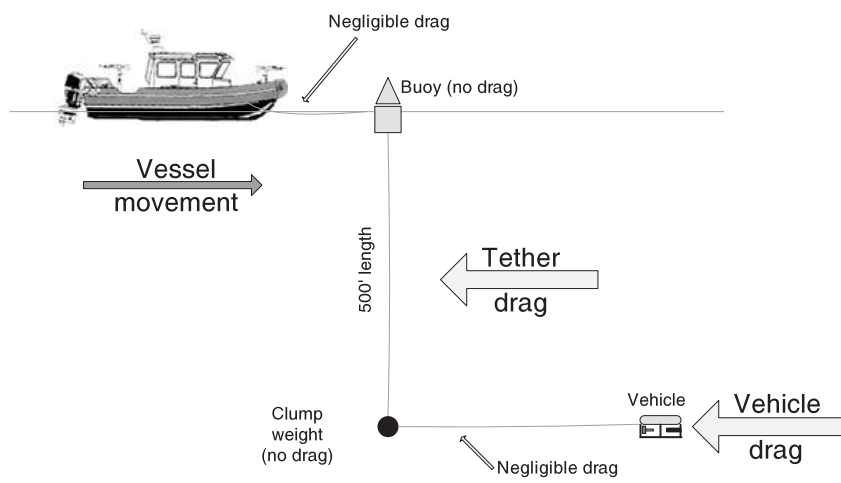 Negligible drag
Buoy (no drag)
Vessel
movement
500' length
Tether
drag
Clump
weight
(no drag)
Vehicle
Vehicle
drag
Negligible drag